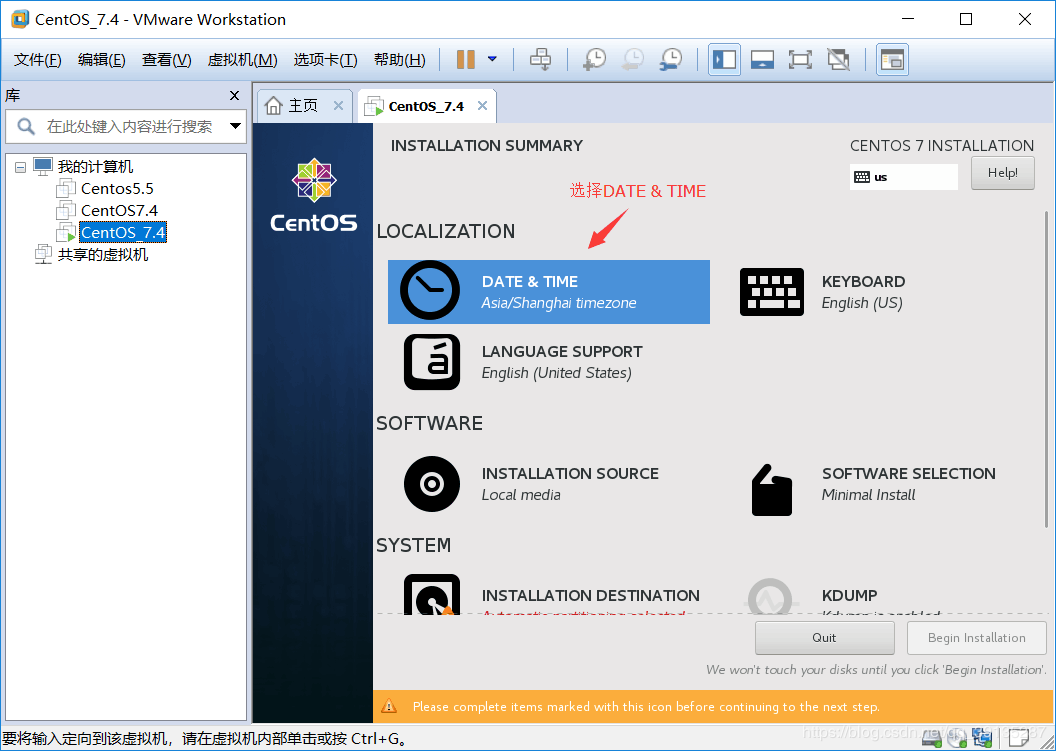 CentOS_7.4 - VMware Workstation
文件(F) 编辑(E) 查看(V) 虚拟机(M) 选项卡(T) 帮助(H)
库
主页
CentOS_7.4
在此处键入内容进行搜索
我的计算机
Centos5.5
CentOS7.4
CentOS_7.4
共享的虚拟机
CentOS
INSTALLATION SUMMARY
CENTOS 7 INSTALLATION
us
Help!
选择DATE & TIME
LOCALIZATION
DATE & TIME
Asia/Shanghai timezone
KEYBOARD
English (US)
LANGUAGE SUPPORT
English (United States)
SOFTWARE
INSTALLATION SOURCE
Local media
SOFTWARE SELECTION
Minimal Install
SYSTEM
INSTALLATION DESTINATION
Automatic partitioning selected
KDUMP
Kdump is enabled
Quit
Begin Installation
We won't touch your disks until you click 'Begin Installation'.
Please complete items marked with this icon before continuing to the next step.
要将输入定向到该虚拟机，请在虚拟机内部单击或按 Ctrl+G。